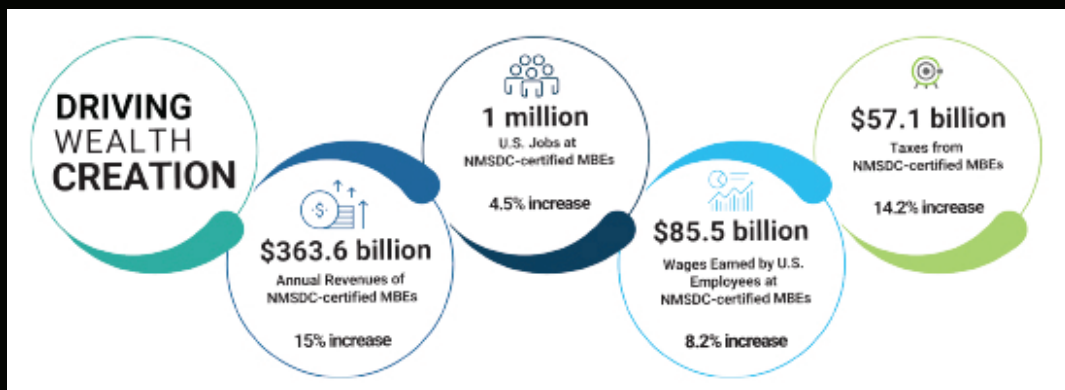 DRIVING
WEALTH
CREATION
$363.6 billion
Annual Revenues of
NMSDC-certified MBEs
15% increase
1 million
U.S. Jobs at
NMSDC-certified MBEs
4.5% increase
$85.5 billion
Wages Earned by U.S.
Employees at
NMSDC-certified MBEs
8.2% increase
$57.1 billion
Taxes from
NMSDC-certified MBEs
14.2% increase